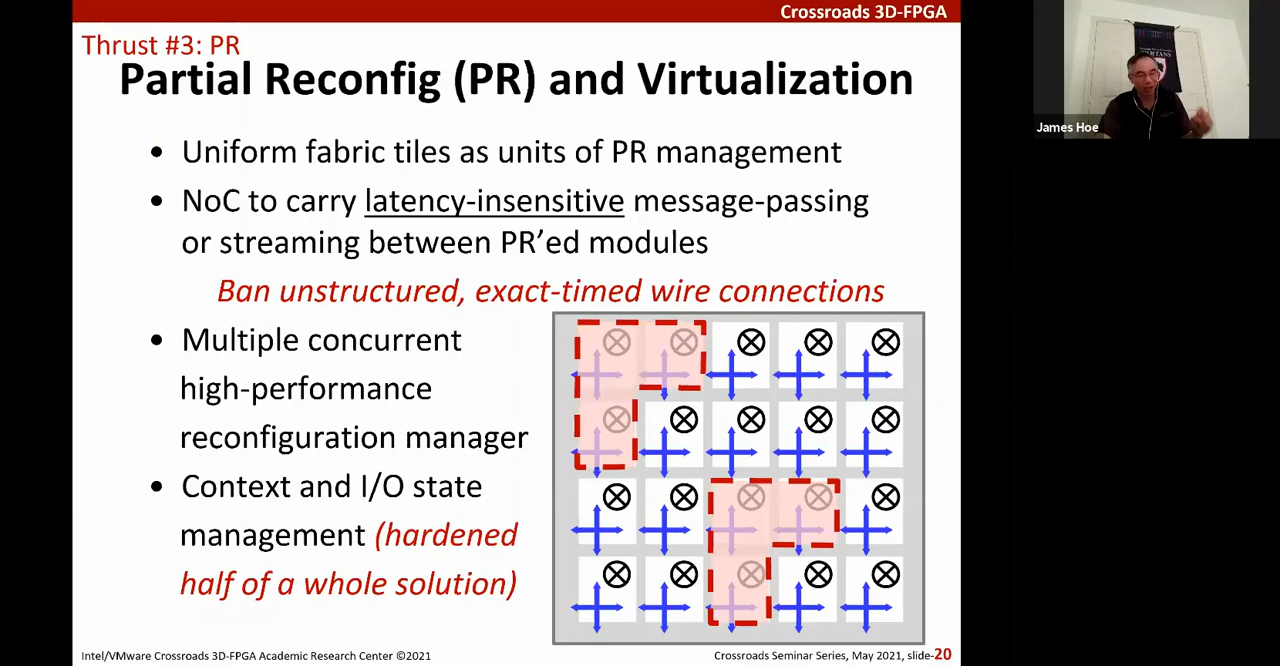 Crossroads 3D-FPGA
Thrust #3: PR
Partial Reconfig (PR) and Virtualization
• Uniform fabric tiles as units of PR management
• NoC to carry latency-insensitive message-passing
or streaming between PR’ed modules
Ban unstructured, exact-timed wire connections
• Multiple concurrent
high-performance
reconfiguration manager
• Context and I/O state
management (hardened
half of a whole solution)
Intel/VMware Crossroads 3D-FPGA Academic Research Center ©2021
Crossroads Seminar Series, May 2021, slide-20
James Hoe